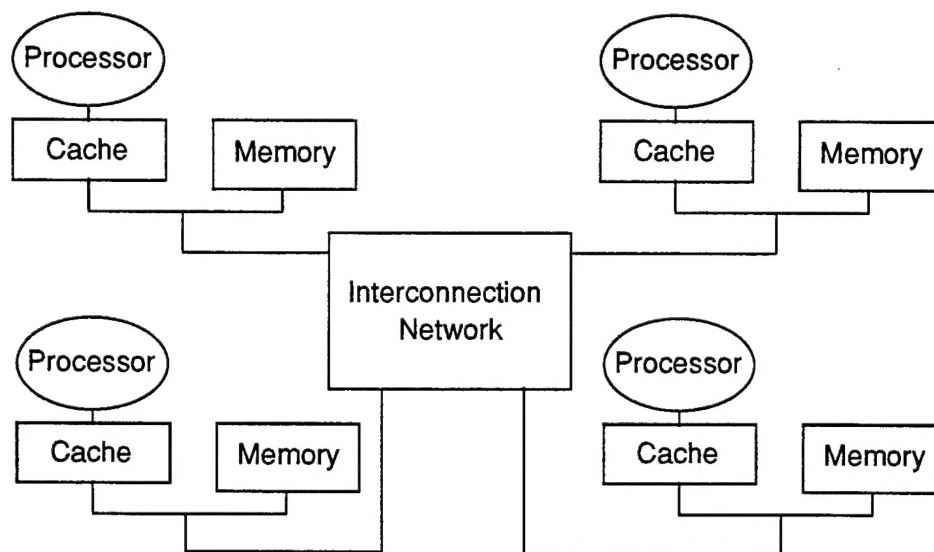 Processor
Cache
Memory
Processor
Cache
Memory
Interconnection
Network
Processor
Cache
Memory
Processor
Cache
Memory